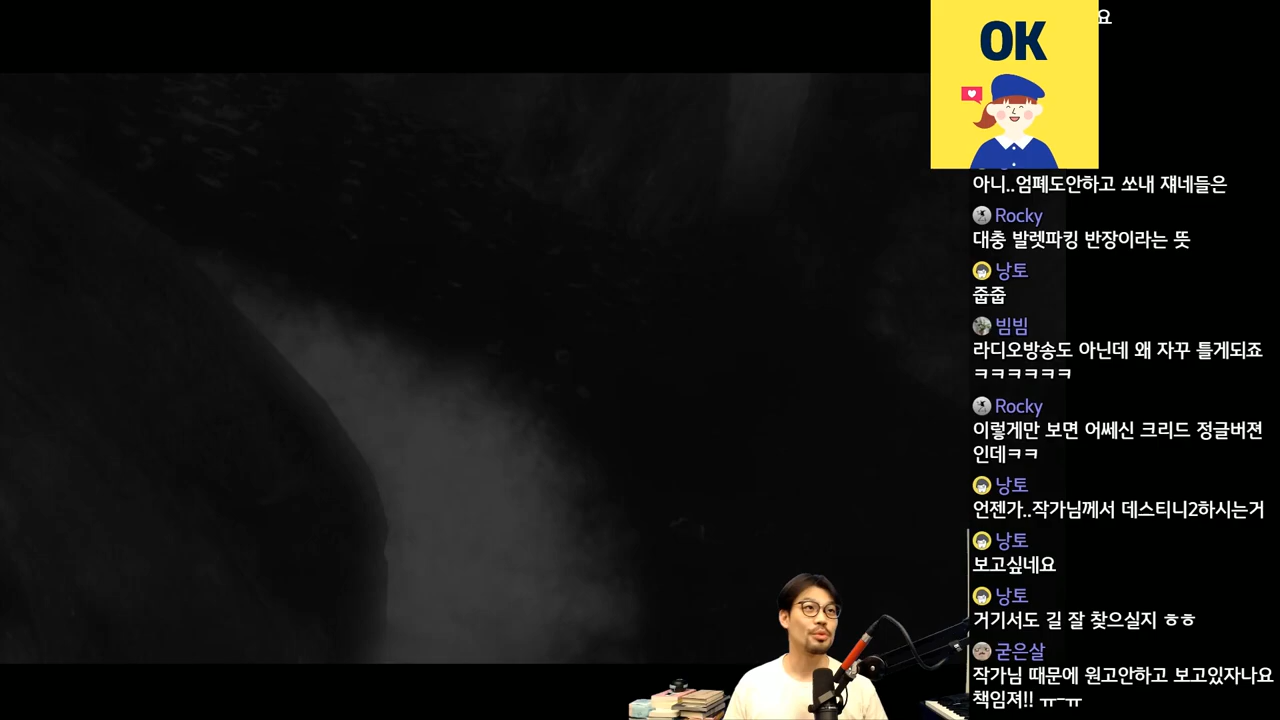 요
OK
아니..엄폐도안하고 쏘내 쟤네들은
Rocky
대충 발렛파킹 반장이라는 뜻
낭토
줍줍
빔빔
라디오방송도 아닌데 왜 자꾸 틀게되죠
ㅋㅋㅋㅋㅋㅋ
Rocky
이렇게만 보면 어쎄신 크리드 정글버젼
인데ㅋㅋ
낭토
언젠가..작가님께서 데스티니2하시는거
낭토
보고싶네요
낭토
거기서도 길 잘 찾으실지 ㅎㅎ
굳은살
작가님 때문에 원고안하고 보고있자나요
책임져!! ㅠ-ㅠ